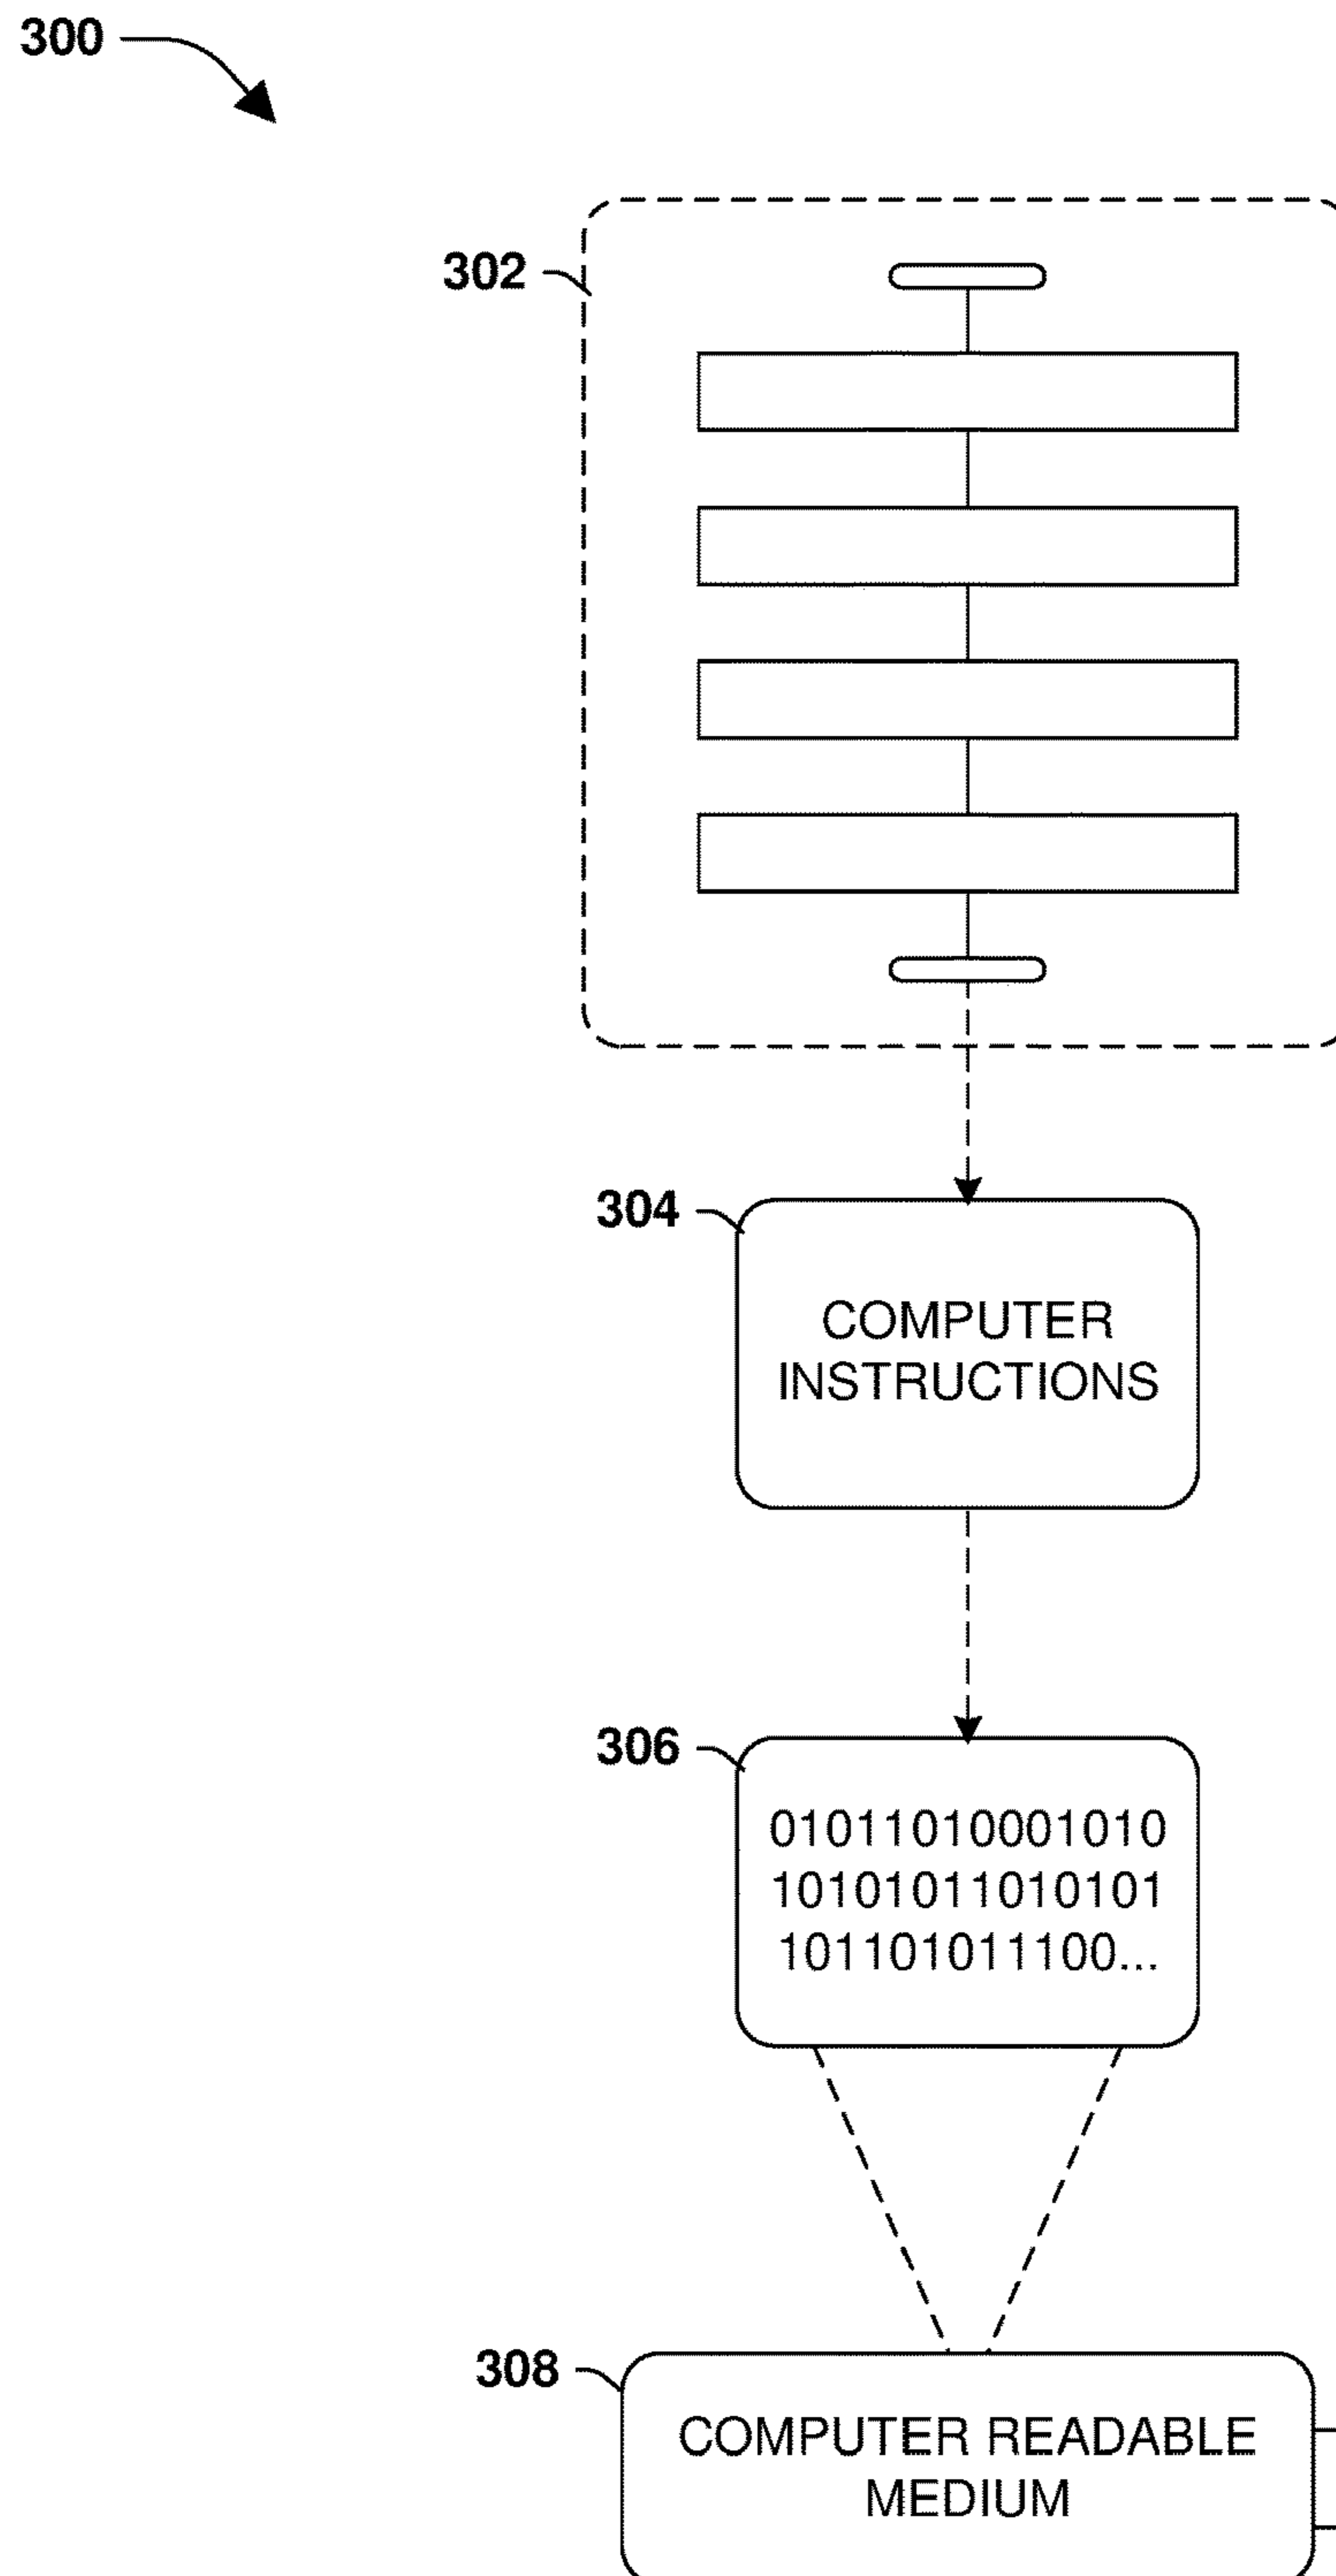 300
302
304
COMPUTER
INSTRUCTIONS
306
01011010001010
10101011010101
101101011100...
308
COMPUTER READABLE
MEDIUM